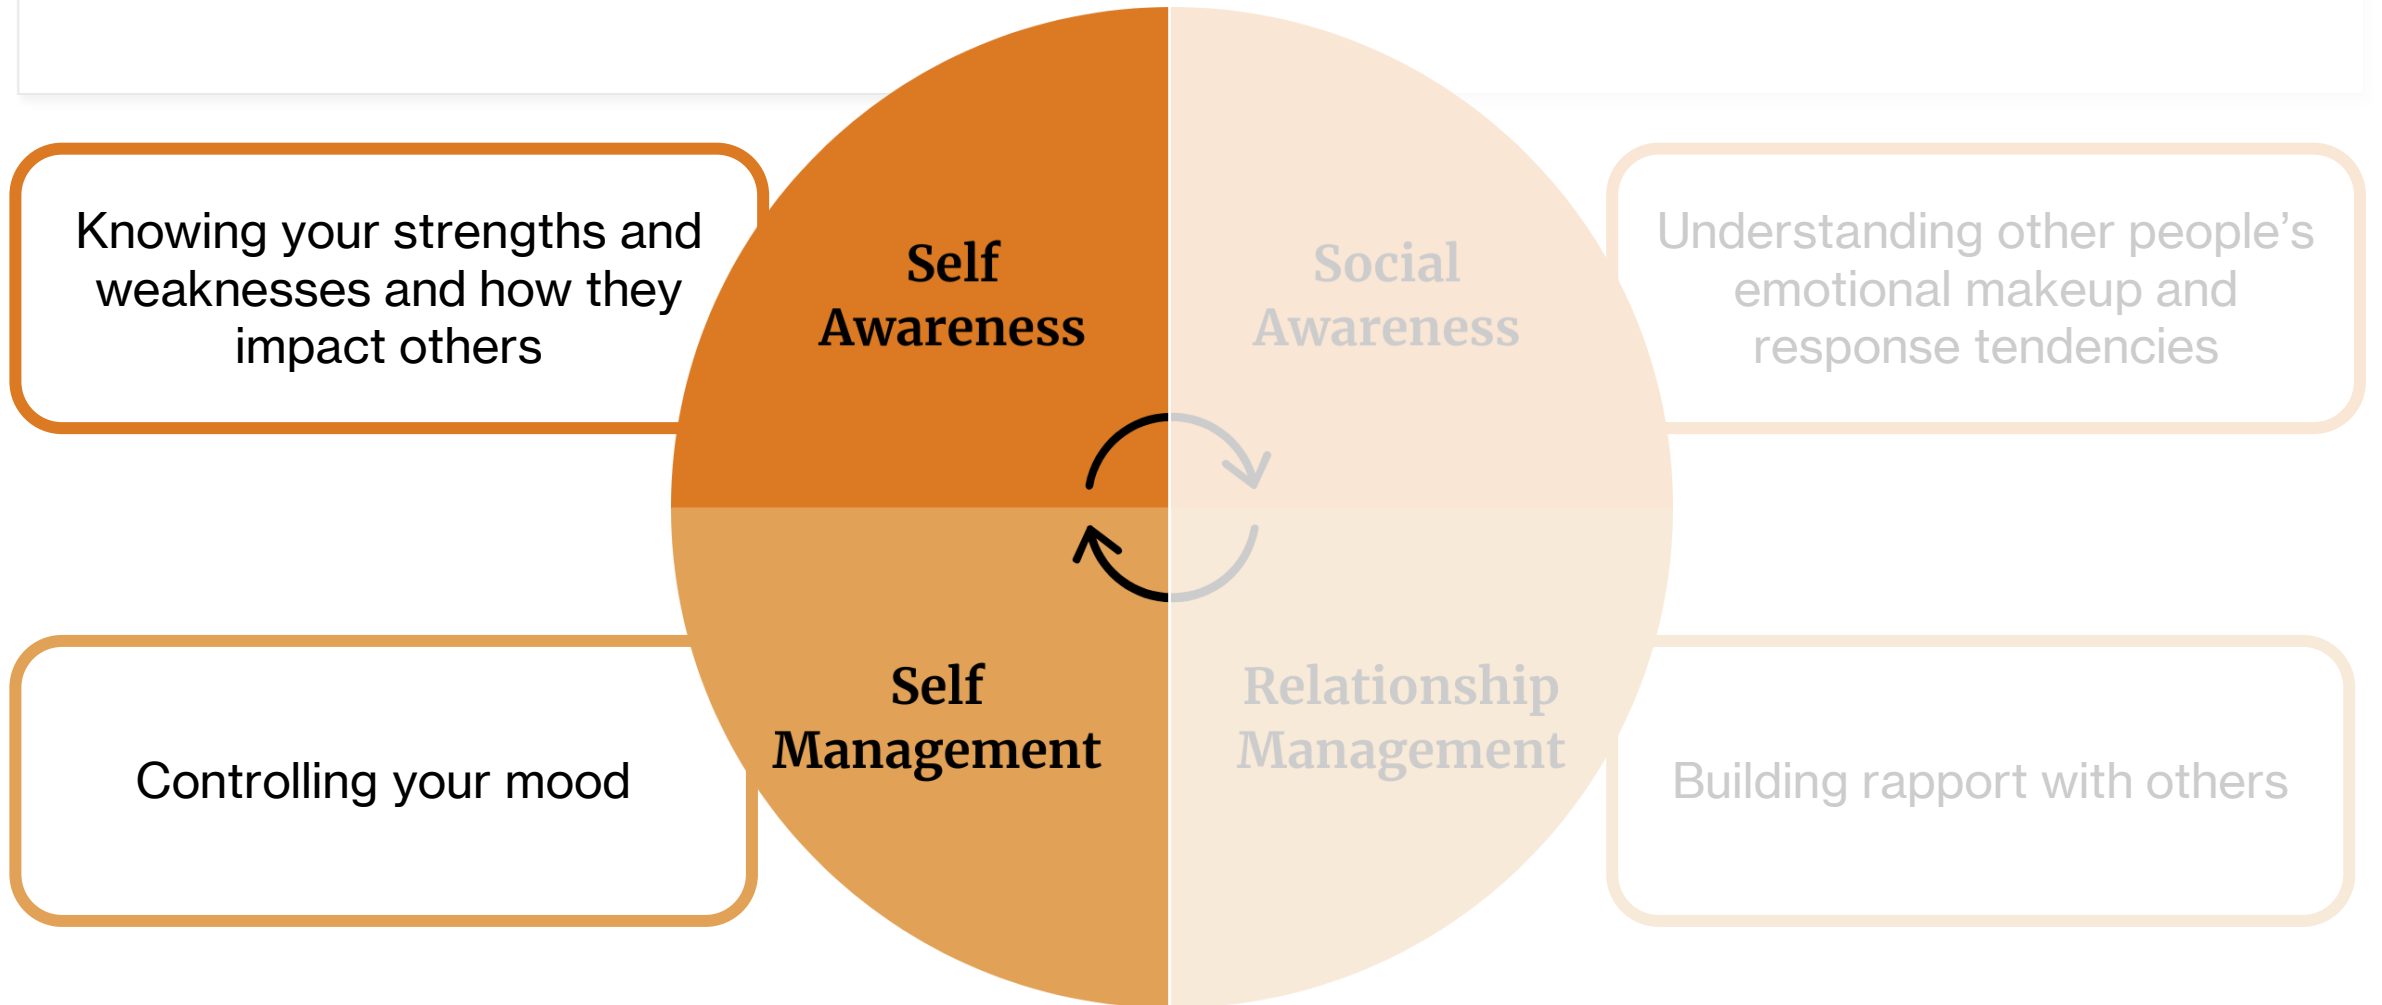 Knowing your strengths and
weaknesses and how they
impact others
Self
Awareness
Social
Awareness
Understanding other people’s
emotional makeup and
response tendencies
Controlling your mood
Self
Management
Relationship
Management
Building rapport with others